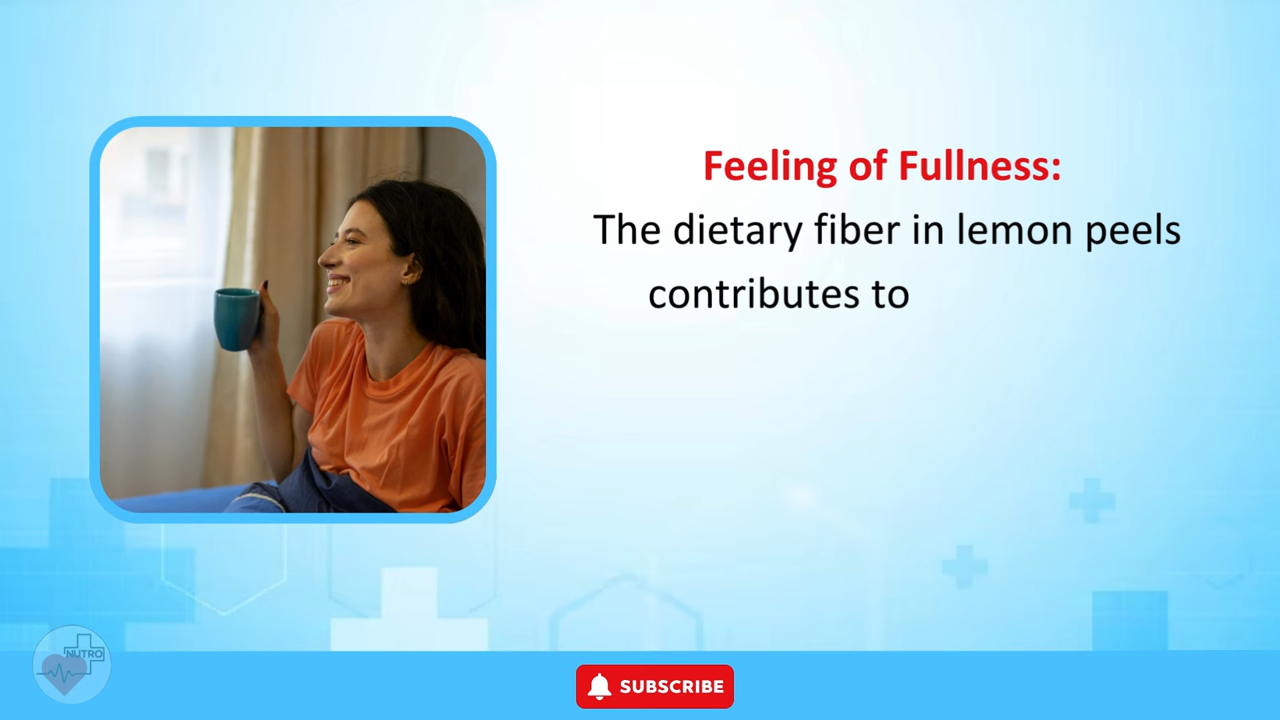 Feeling of Fullness:
The dietary fiber in lemon peels
contributes to
NUTRO
SUBSCRIBE